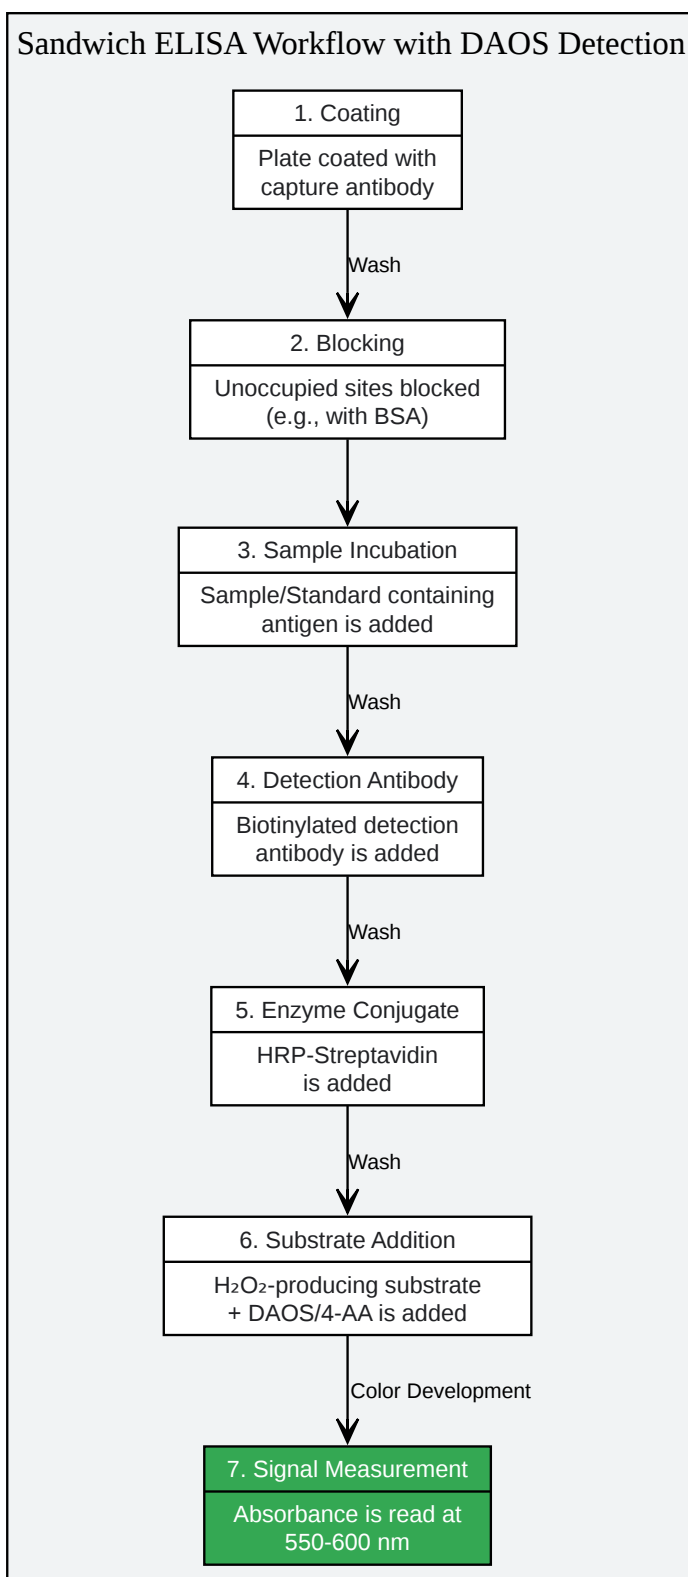 Sandwich ELISA Workflow with DAOS Detection
1. Coating
Plate coated with
capture antibody
Wash
2. Blocking
Unoccupied sites blocked
(e.g., with BSA)
3. Sample Incubation
Sample/Standard containing
antigen is added
Wash
4. Detection Antibody
Biotinylated detection
antibody is added
Wash
5. Enzyme Conjugate
HRP-Streptavidin
is added
Wash
6. Substrate Addition
H₂O₂-producing substrate
+ DAOS/4-AA is added
Color Development
7. Signal Measurement
Absorbance is read at
550-600 nm